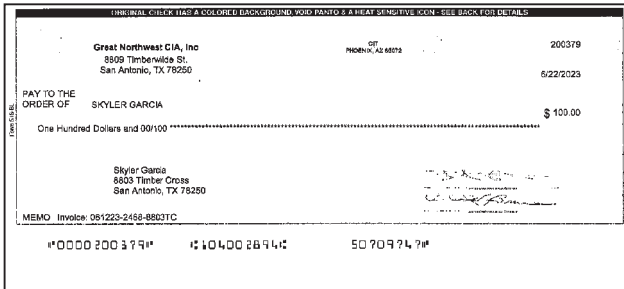 ORIGINAL CHECK HAS A COLORED BACKGROUND, VOID PANTO & A HEAT SENSITIVE ICON - SEE BACK FOR DETAILS
Great Northwest CIA, Inc
8809 Timberwilde St.
San Antonio, TX 78250
CIT
PHOENIX, AZ
200379
6/22/2023
PAY TO THE
ORDER OF SKYLER GARCIA
$ 100.00
One Hundred Dollars and 00/100
Skyler Garcia
8803 Timber Cross
San Antonio, TX 78250
MEMO Invoice: 061223-2468-8803TC
⑈0000200379⑈ ⑆104002894⑆ 50709747⑈